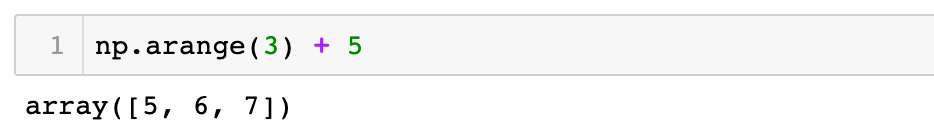 1 np.arange(3) + 5
array([5, 6, 7])